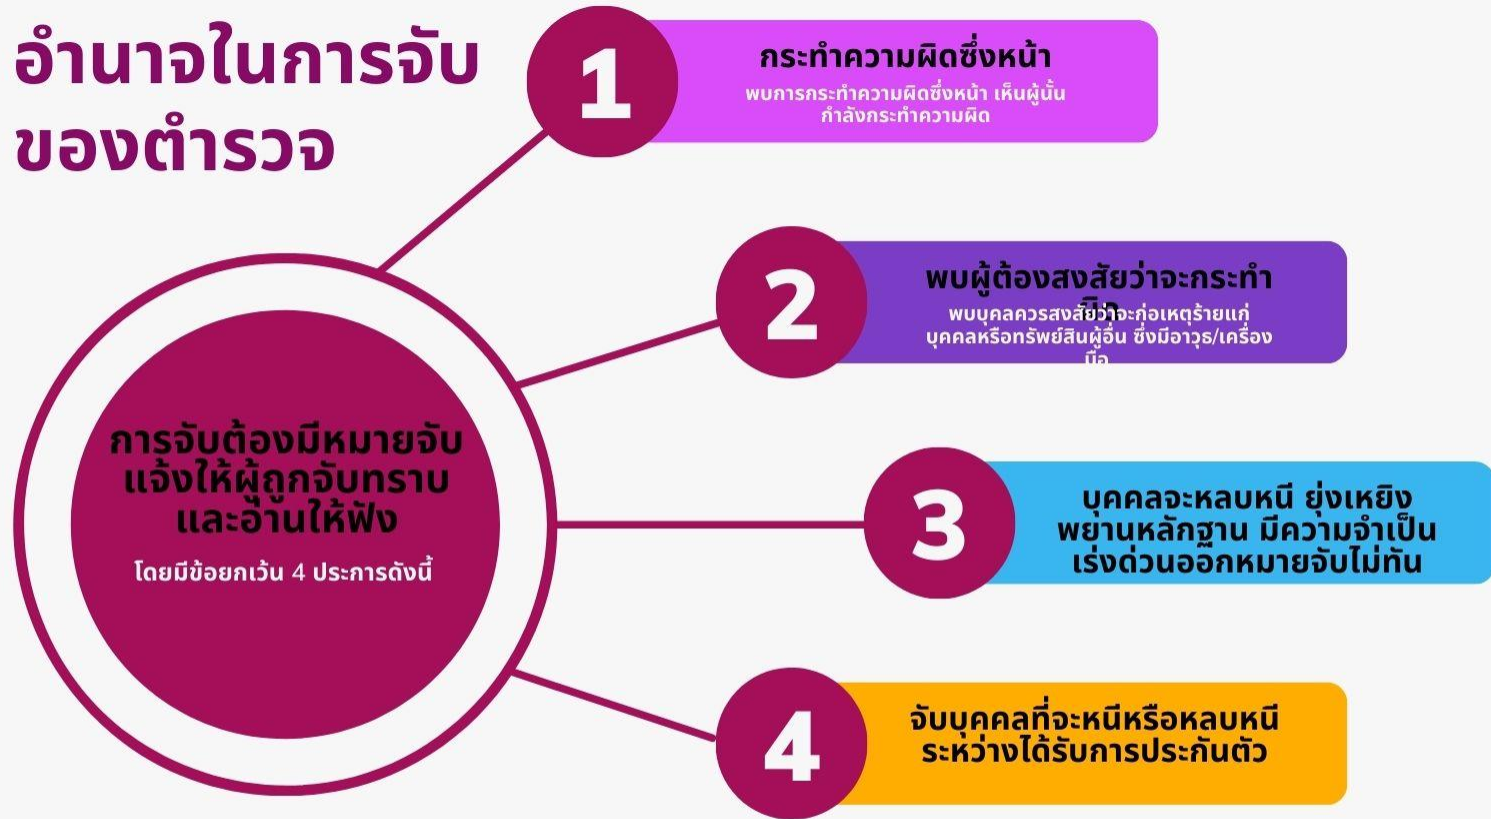 อำนาจในการจับ
ของตำรวจ
1
กระทำความผิดซึ่งหน้า
พบการกระทำความผิดซึ่งหน้า เห็นผู้นั้น
กำลังกระทำความผิด
2
พบผู้ต้องสงสัยว่าจะกระทำ
พบบุคคลควรสงสัยว่าจะก่อเหตุร้ายแก่
บุคคลหรือทรัพย์สินผู้อื่น ซึ่งมีอาวุธ/เครื่อง
มือ
การจับต้องมีหมายจับ
แจ้งให้ผู้ถูกจับทราบ
และอ่านให้ฟัง
โดยมีข้อยกเว้น 4 ประการดังนี้
3
บุคคลจะหลบหนี ยุ่งเหยิง
พยานหลักฐาน มีความจำเป็น
เร่งด่วนออกหมายจับไม่ทัน
4
จับบุคคลที่จะหนีหรือหลบหนี
ระหว่างได้รับการประกันตัว